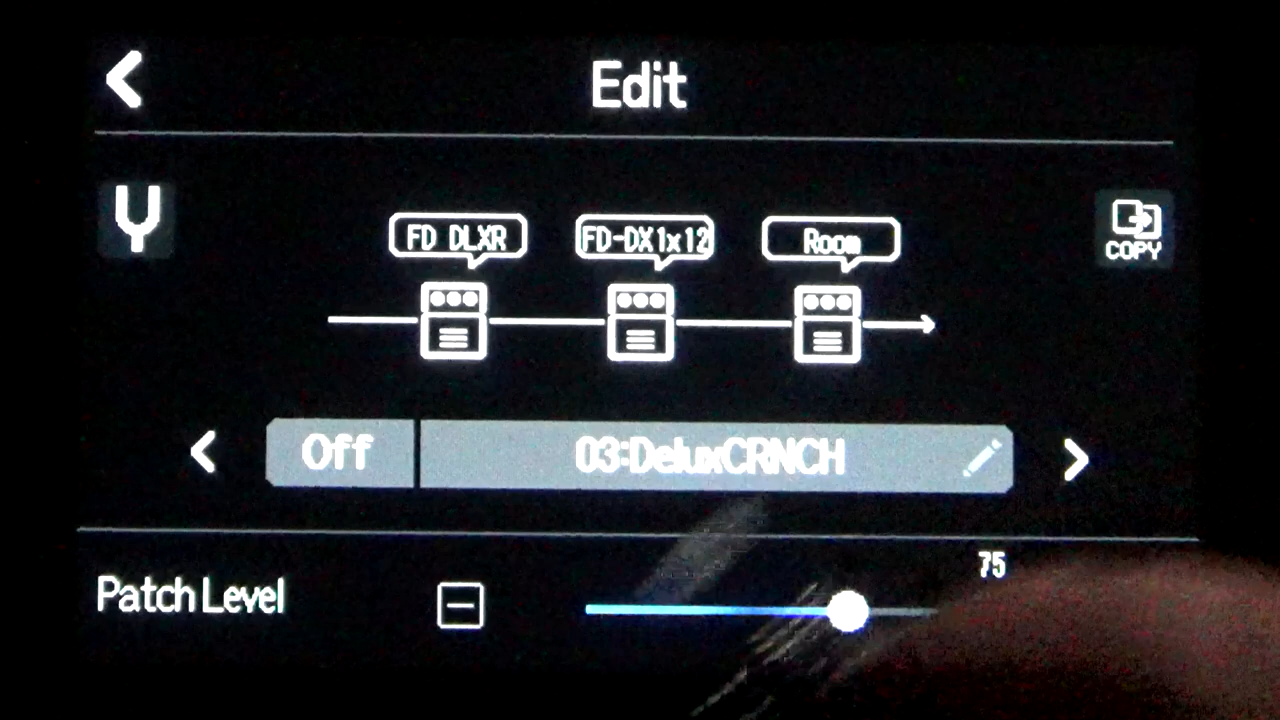 Edit
FD DLXR FD-DX1x12 Room
COPY
Off 03:DeluxCRNCH
75
Patch Level